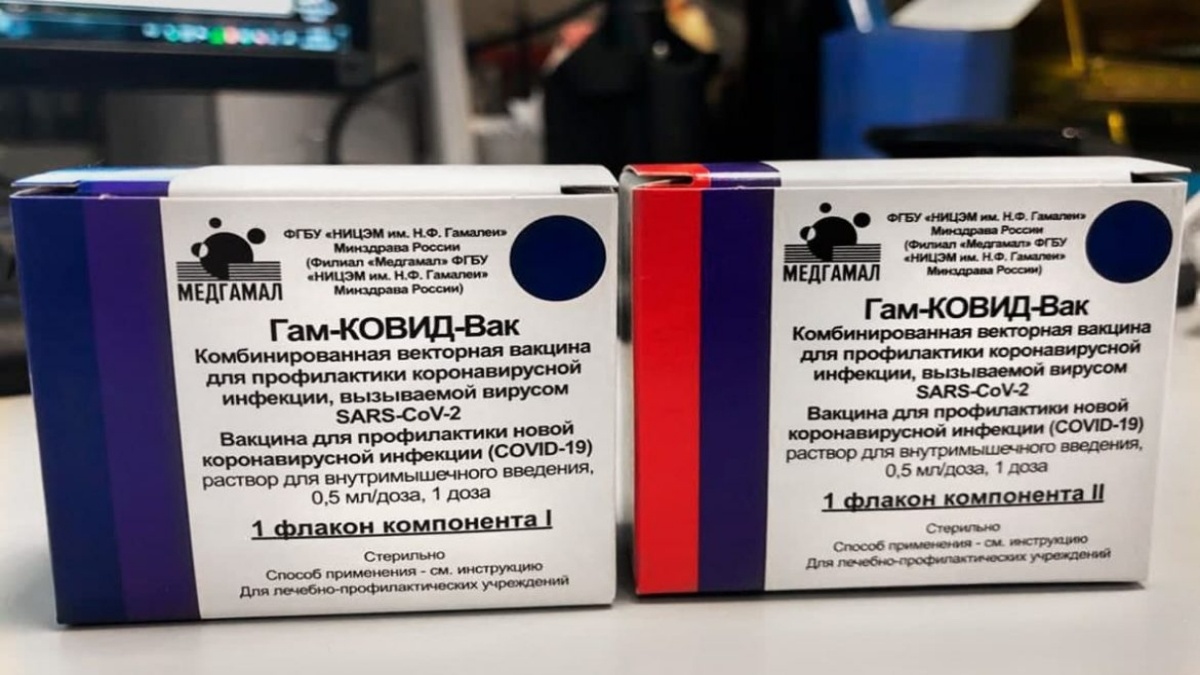 ФГБУ «НИЦЭМ им. Н.Ф. Гамалеи»
Минздрава России
(Филиал «Медгамал» ФГБУ
«НИЦЭМ им. Н.Ф. Гамалеи»
Минздрава России)
МЕДГАМАЛ
Гам-КОВИД-Вак
Комбинированная векторная вакцина
для профилактики коронавирусной
инфекции, вызываемой вирусом
SARS-CoV-2
Вакцина для профилактики новой
коронавирусной инфекции (COVID-19)
раствор для внутримышечного введения,
0,5 мл/доза, 1 доза
1 флакон компонента I
Стерильно
Способ применения - см. инструкцию
Для лечебно-профилактических учреждений
ФГБУ «НИЦЭМ им. Н.Ф. Гамалеи»
Минздрава России
(Филиал «Медгамал» ФГБУ
«НИЦЭМ им. Н.Ф. Гамалеи»
Минздрава России)
МЕДГАМАЛ
Гам-КОВИД-Вак
Комбинированная векторная вакцина
для профилактики коронавирусной
инфекции, вызываемой вирусом
SARS-CoV-2
Вакцина для профилактики новой
коронавирусной инфекции (COVID-19)
раствор для внутримышечного введения,
0,5 мл/доза, 1 доза
1 флакон компонента II
Стерильно
Способ применения - см. инструкцию
Для лечебно-профилактических учреждений